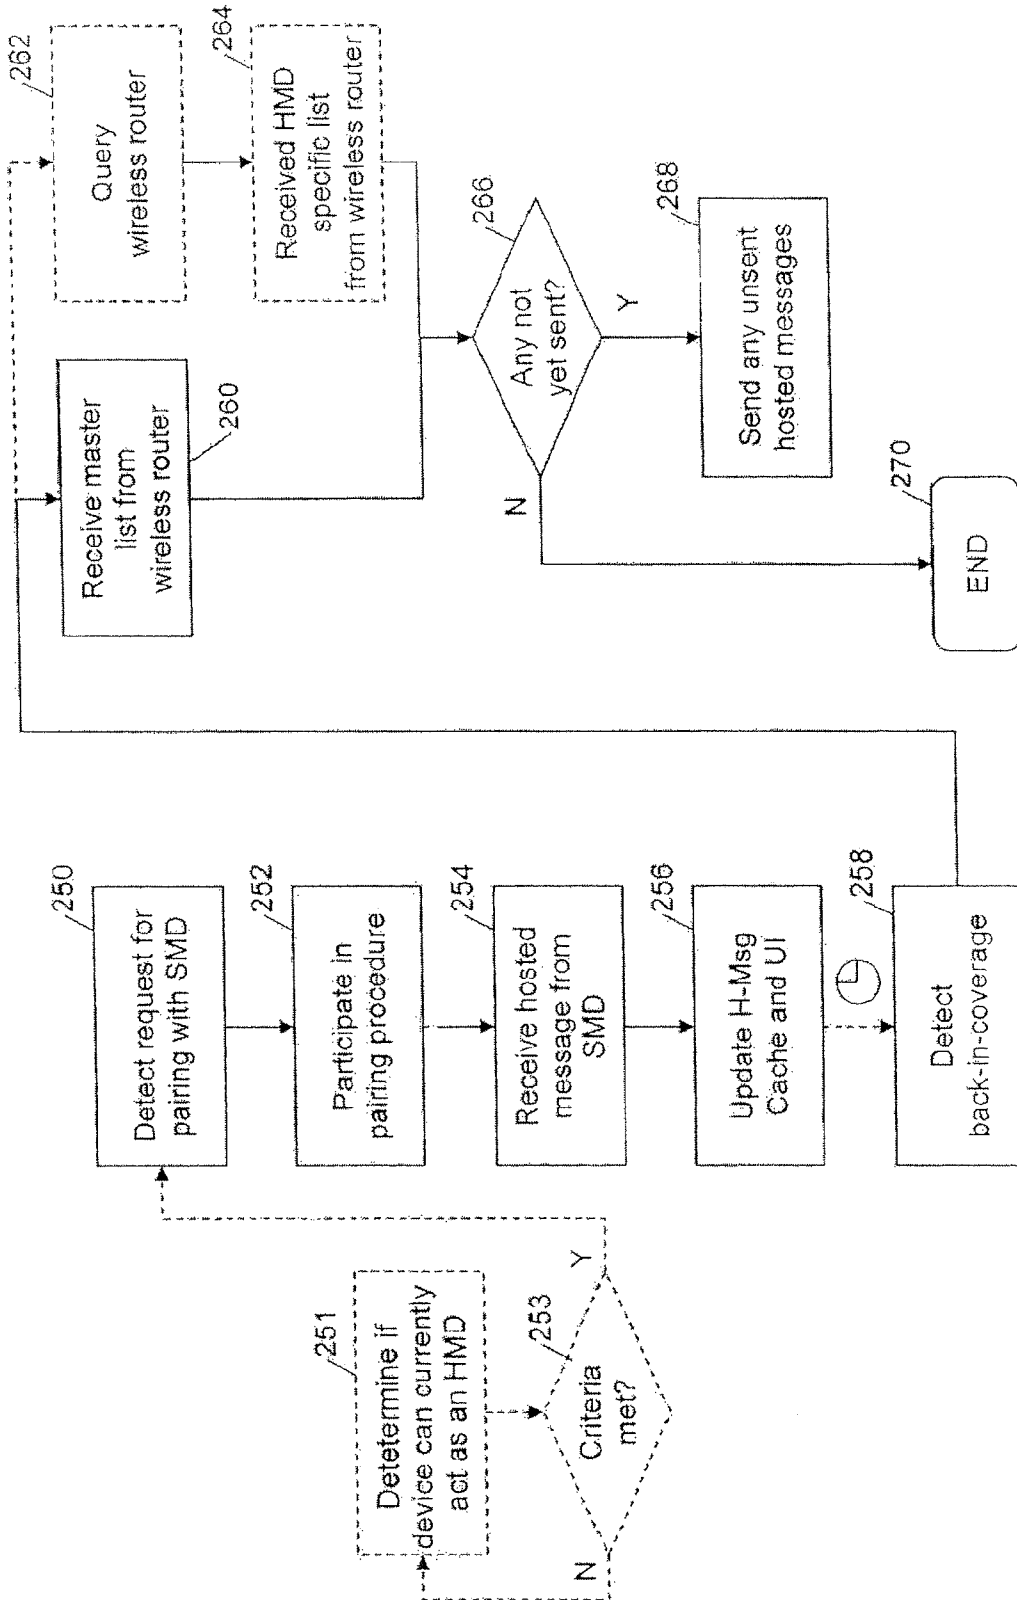 251
Detetermine if
device can currently
act as an HMD
253
Criteria
met?
N
Y
250
Detect request for
pairing with SMD
252
Participate in
pairing procedure
254
Receive hosted
message from
SMD
256
Update H-Msg
Cache and UI
258
Detect
back-in-coverage
Receive master
list from
wireless router
260
262
Query
wireless router
264
Received HMD
specific list
from wireless router
266
Any not
yet sent?
N
Y
268
Send any unsent
hosted messages
270
END